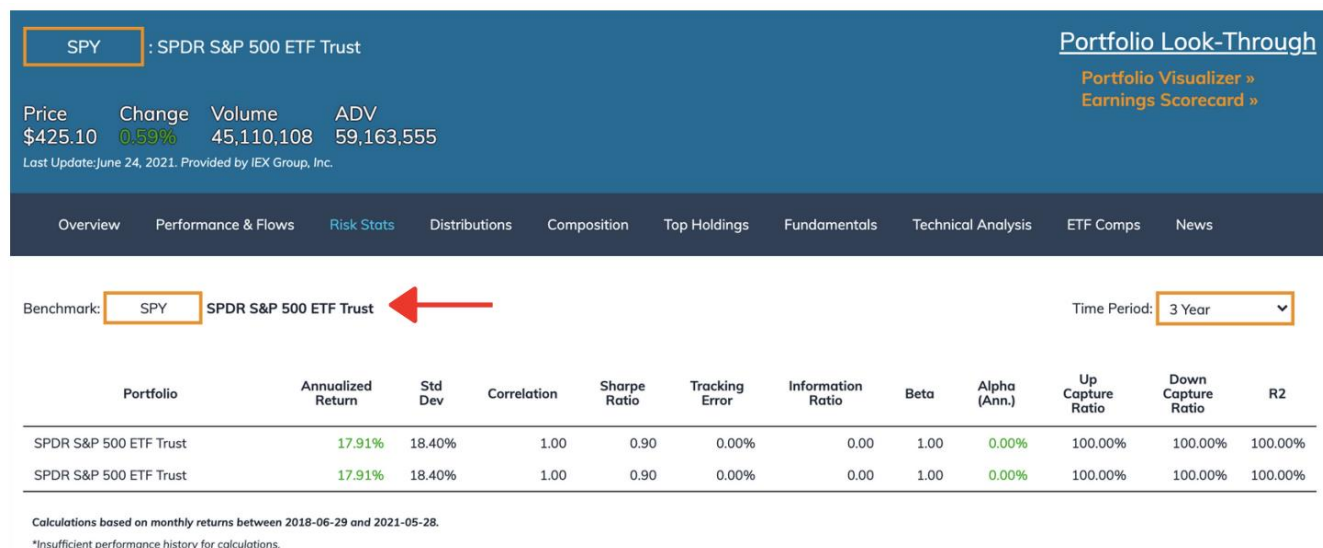 SPY : SPDR S&P 500 ETF Trust
Portfolio Look-Through
Portfolio Visualizer »
Earnings Scorecard »
Price Change Volume ADV
$425.10 0.59% 45,110,108 59,163,555
Last Update:June 24, 2021. Provided by IEX Group, Inc.
Overview Performance & Flows Risk Stats Distributions Composition Top Holdings Fundamentals Technical Analysis ETF Comps News
Benchmark: SPY SPDR S&P 500 ETF Trust Time Period: 3 Year
Portfolio Annualized Return Std Dev Correlation Sharpe Ratio Tracking Error Information Ratio Beta Alpha (Ann.) Up Capture Ratio Down Capture Ratio R2
SPDR S&P 500 ETF Trust 17.91% 18.40% 1.00 0.90 0.00% 0.00 1.00 0.00% 100.00% 100.00% 100.00%
SPDR S&P 500 ETF Trust 17.91% 18.40% 1.00 0.90 0.00% 0.00 1.00 0.00% 100.00% 100.00% 100.00%
Calculations based on monthly returns between 2018-06-29 and 2021-05-28.
*Insufficient performance history for calculations.